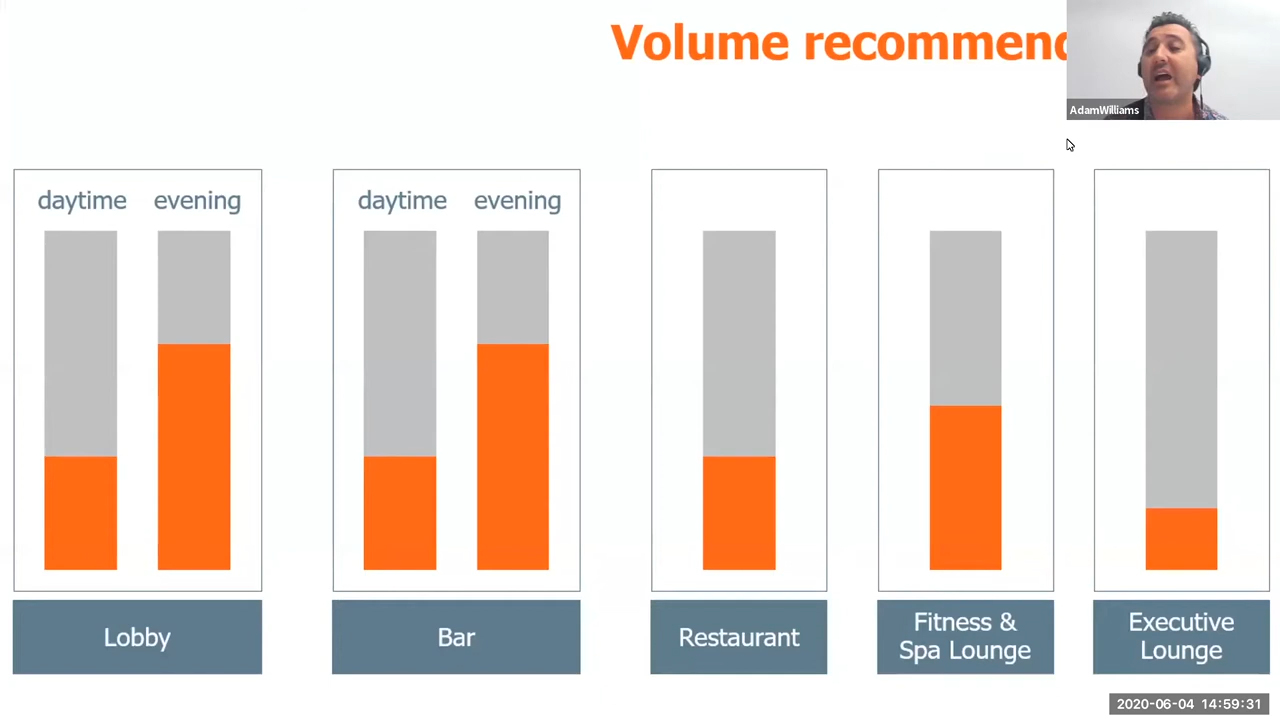 Volume recommend
AdamWilliams
daytime evening
daytime evening
Lobby
Bar
Restaurant
Fitness &
Spa Lounge
Executive
Lounge
2020-06-04 14:59:31